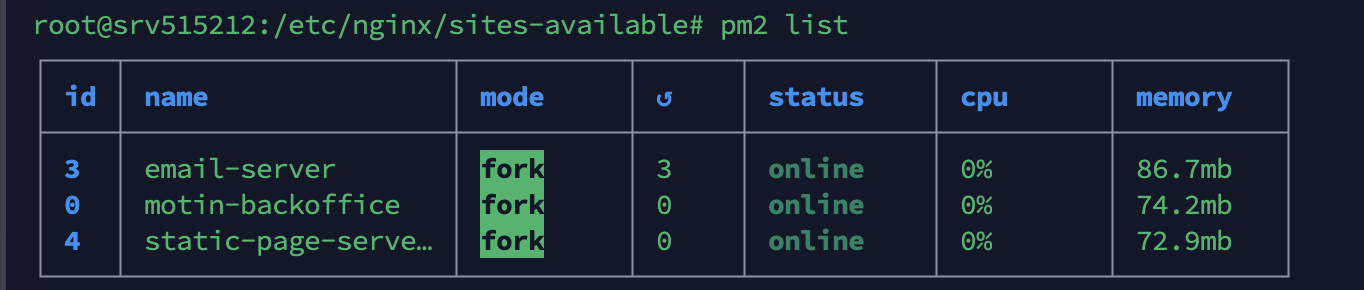 root@srv515212:/etc/nginx/sites-available# pm2 list
id name mode ↺ status cpu memory
3 email-server fork 3 online 0% 86.7mb
0 motin-backoffice fork 0 online 0% 74.2mb
4 static-page-serve… fork 0 online 0% 72.9mb